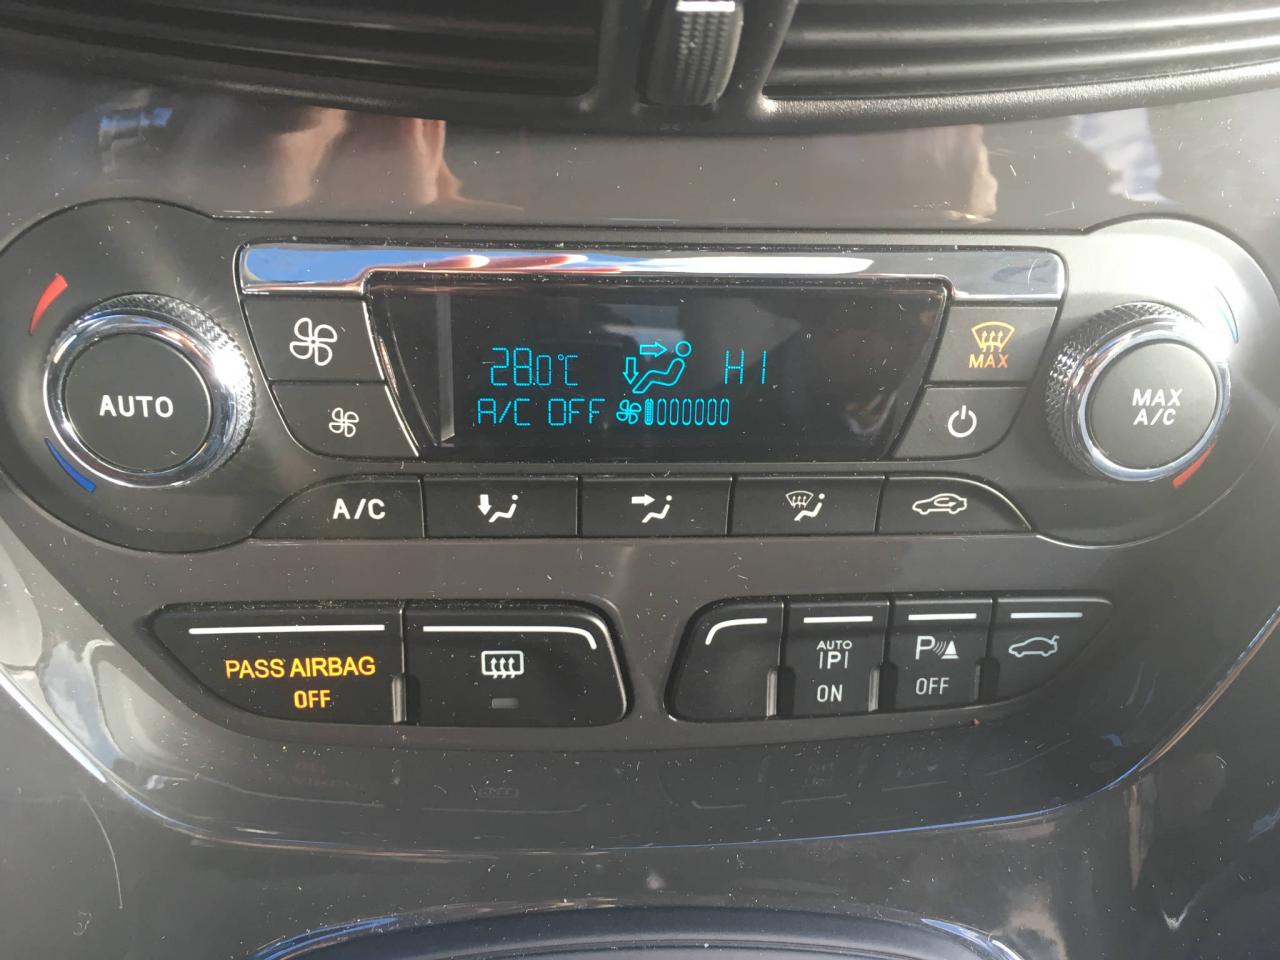 AUTO
28.0°C
HI
A/C OFF
MAX
MAX
A/C
A/C
PASS AIRBAG
OFF
AUTO
P
ON
P
OFF